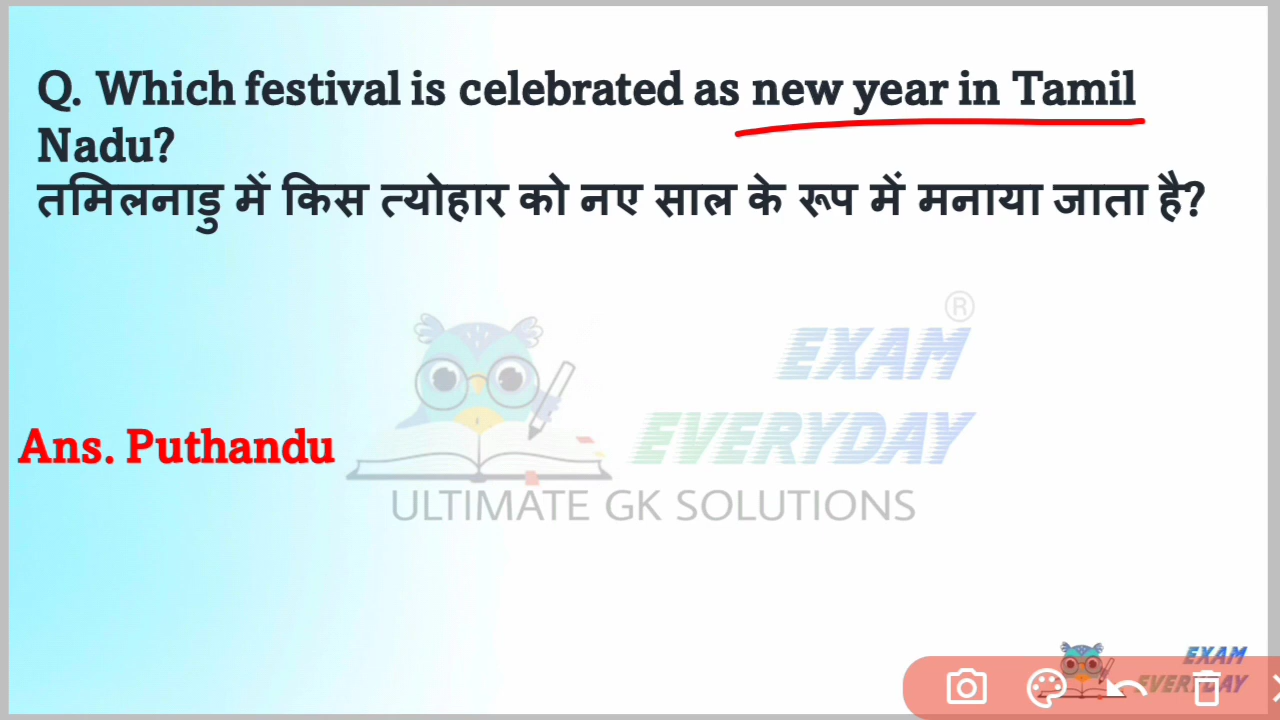 Q. Which festival is celebrated as new year in Tamil
Nadu?
तमिलनाडु में किस त्योहार को नए साल के रूप में मनाया जाता है?
®
EXAM
EVERYDAY
Ans. Puthandu
ULTIMATE GK SOLUTIONS
EXAM
EVERYDAY